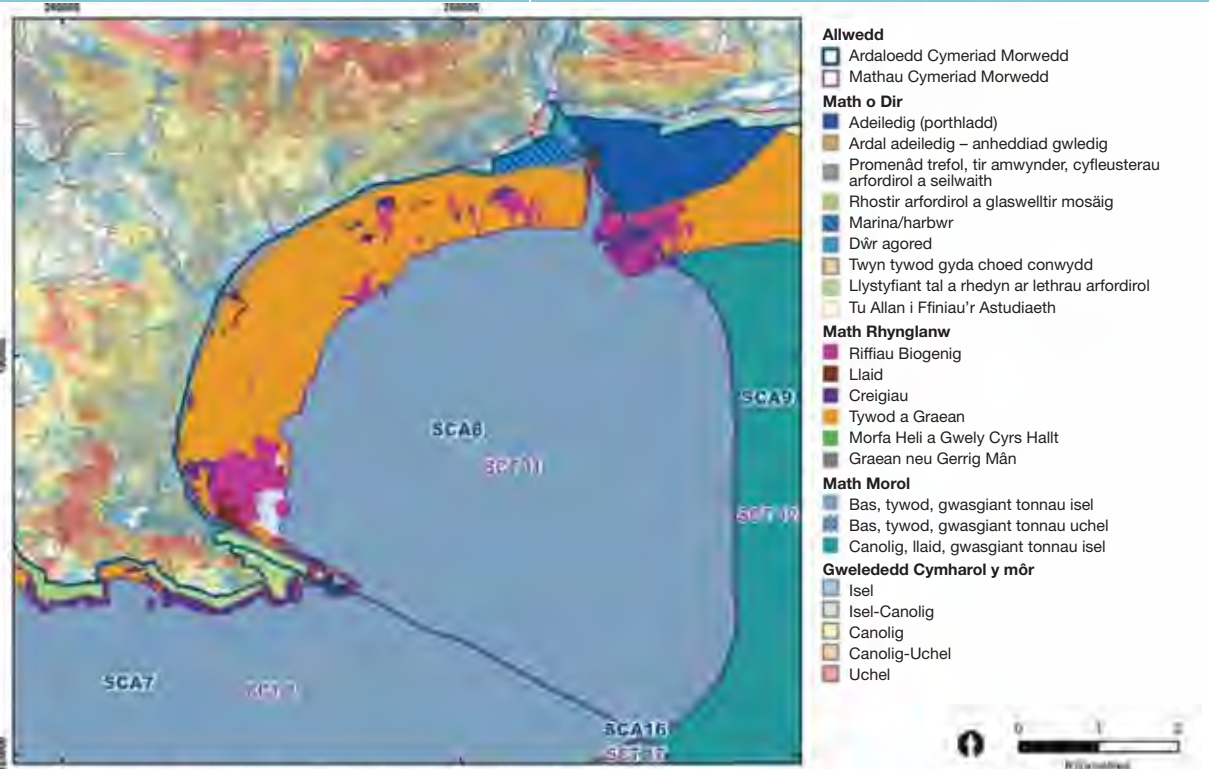 SCA9
SCA7
SCA16
Allwedd
Ardaloedd Cymeriad Morwedd
Mathau Cymeriad Morwedd
Math o Dir
Adeiledig (porthladd)
Ardal adeiledig – anheddiad gwledig
Promenâd trefol, tir amwynder, cyfleusterau
arfordirol a seilwaith
Rhostir arfordirol a glaswelltir mosäig
Marina/harbwr
Dŵr agored
Twyn tywod gyda choed conwydd
Llystyfiant tal a rhedyn ar lethrau arfordirol
Tu Allan i Ffiniau’r Astudiaeth
Math Rhynglanw
Riffiau Biogenig
Llaid
Creigiau
Tywod a Graean
Morfa Heli a Gwely Cyrs Hallt
Graean neu Gerrig Mân
Math Morol
Bas, tywod, gwasgiant tonnau isel
Bas, tywod, gwasgiant tonnau uchel
Canolig, llaid, gwasgiant tonnau isel
Gwelededd Cymharol y môr
Isel
Isel-Canolig
Canolig
Canolig-Uchel
Uchel
0 1 2